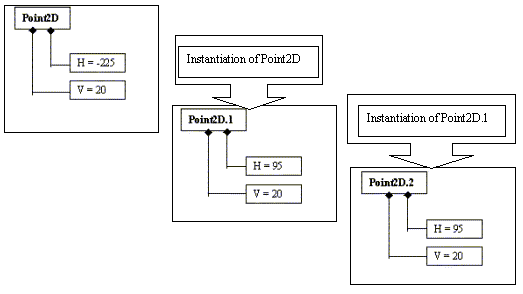 Point2D
H = -225
V = 20
Instantiation of Point2D
Point2D.1
H = 95
V = 20
Instantiation of Point2D.1
Point2D.2
H = 95
V = 20